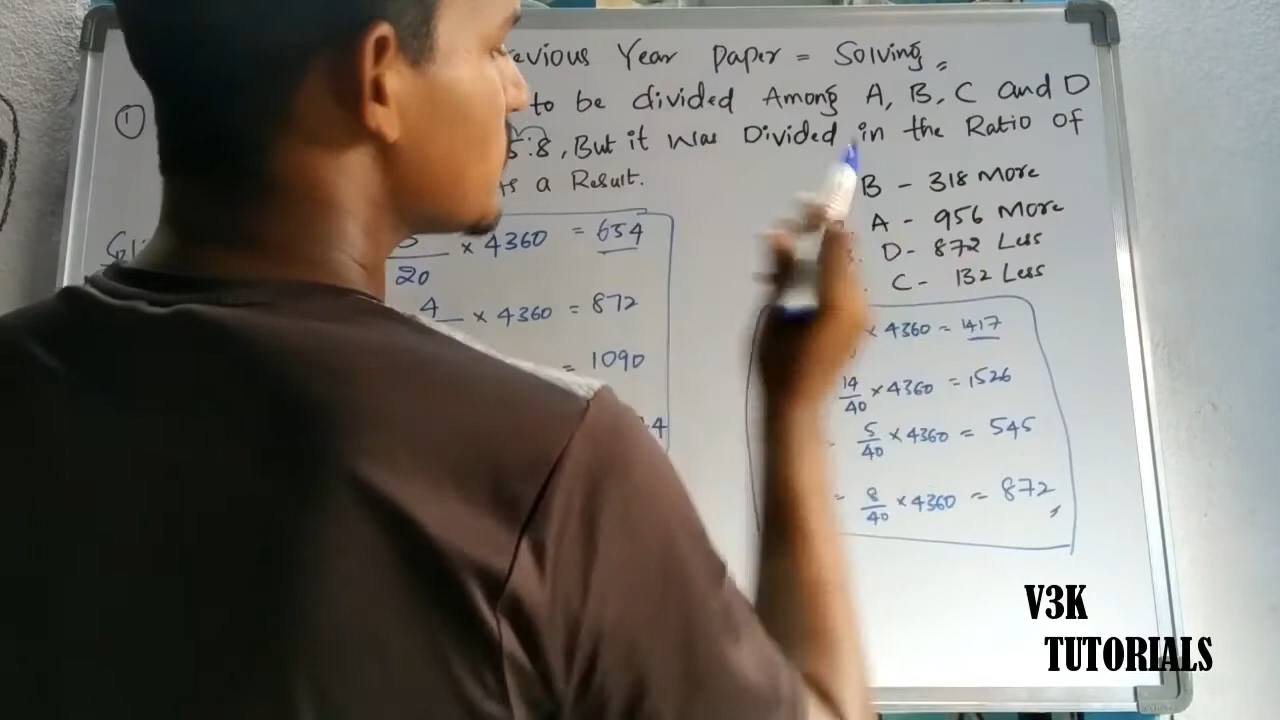 evious Year paper = Solving
① to be divided Among A, B, C and D
5:8, But it was Divided in the Ratio of
a Result.
B - 318 More
A - 956 More
D - 872 Less
C - 132 Less
20 × 4360 = 654
4 × 4360 = 872
= 1090
4
× 4360 = 1417
14/40 × 4360 = 1526
5/40 × 4360 = 545
= 8/40 × 4360 = 872
V3K
TUTORIALS